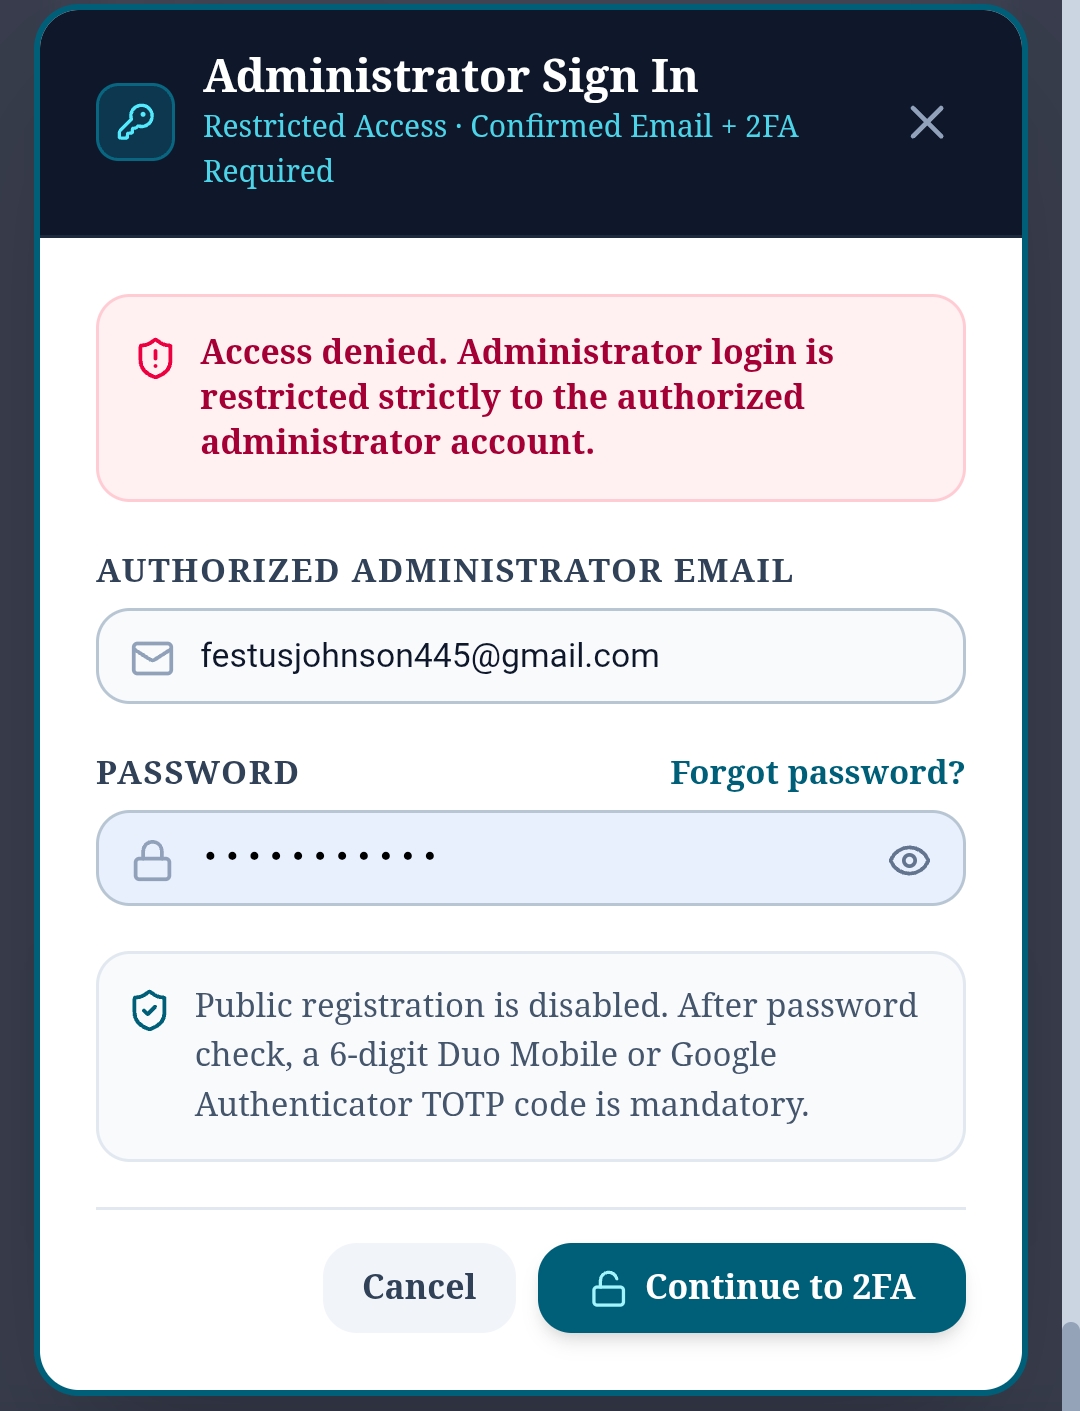 Administrator Sign In
Restricted Access · Confirmed Email + 2FA
Required
Access denied. Administrator login is
restricted strictly to the authorized
administrator account.
AUTHORIZED ADMINISTRATOR EMAIL
festusjohnson445@gmail.com
PASSWORD
Forgot password?
Public registration is disabled. After password
check, a 6-digit Duo Mobile or Google
Authenticator TOTP code is mandatory.
Cancel
Continue to 2FA